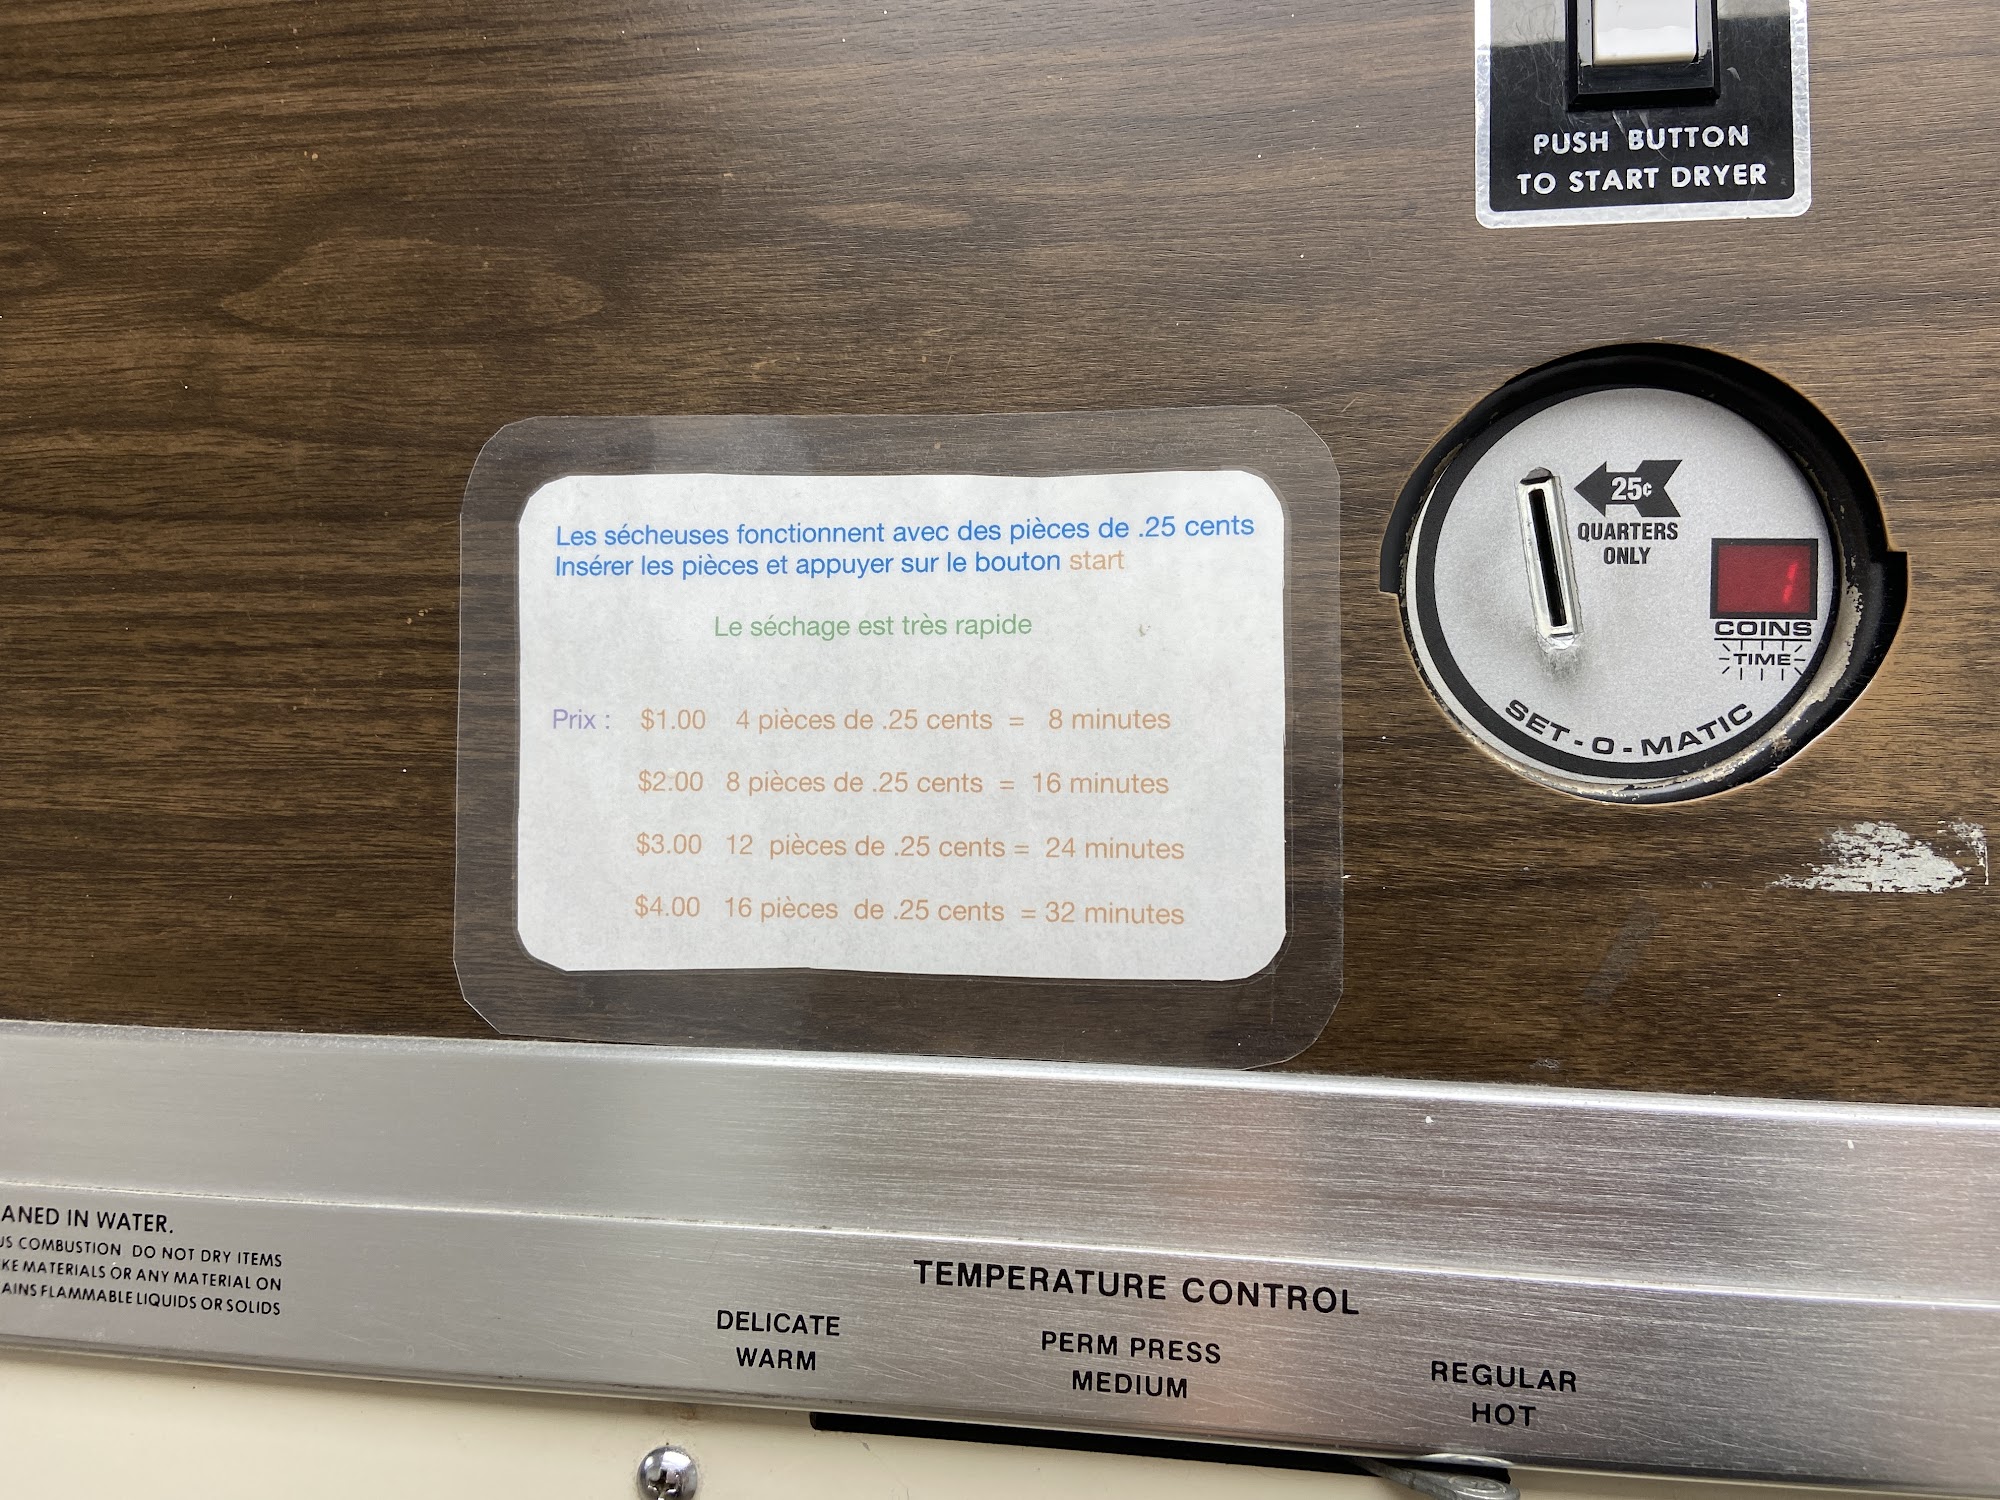 PUSH BUTTON
TO START DRYER
Les sécheuses fonctionnent avec des pièces de .25 cents
Insérer les pièces et appuyer sur le bouton start
Le séchage est très rapide
Prix : $1.00 4 pièces de .25 cents = 8 minutes
$2.00 8 pièces de .25 cents = 16 minutes
$3.00 12 pièces de .25 cents = 24 minutes
$4.00 16 pièces de .25 cents = 32 minutes
25¢
QUARTERS
ONLY
1
COINS
TIME
SET-O-MATIC
ANED IN WATER.
US COMBUSTION DO NOT DRY ITEMS
KE MATERIALS OR ANY MATERIAL ON
AINS FLAMMABLE LIQUIDS OR SOLIDS
TEMPERATURE CONTROL
DELICATE
WARM
PERM PRESS
MEDIUM
REGULAR
HOT